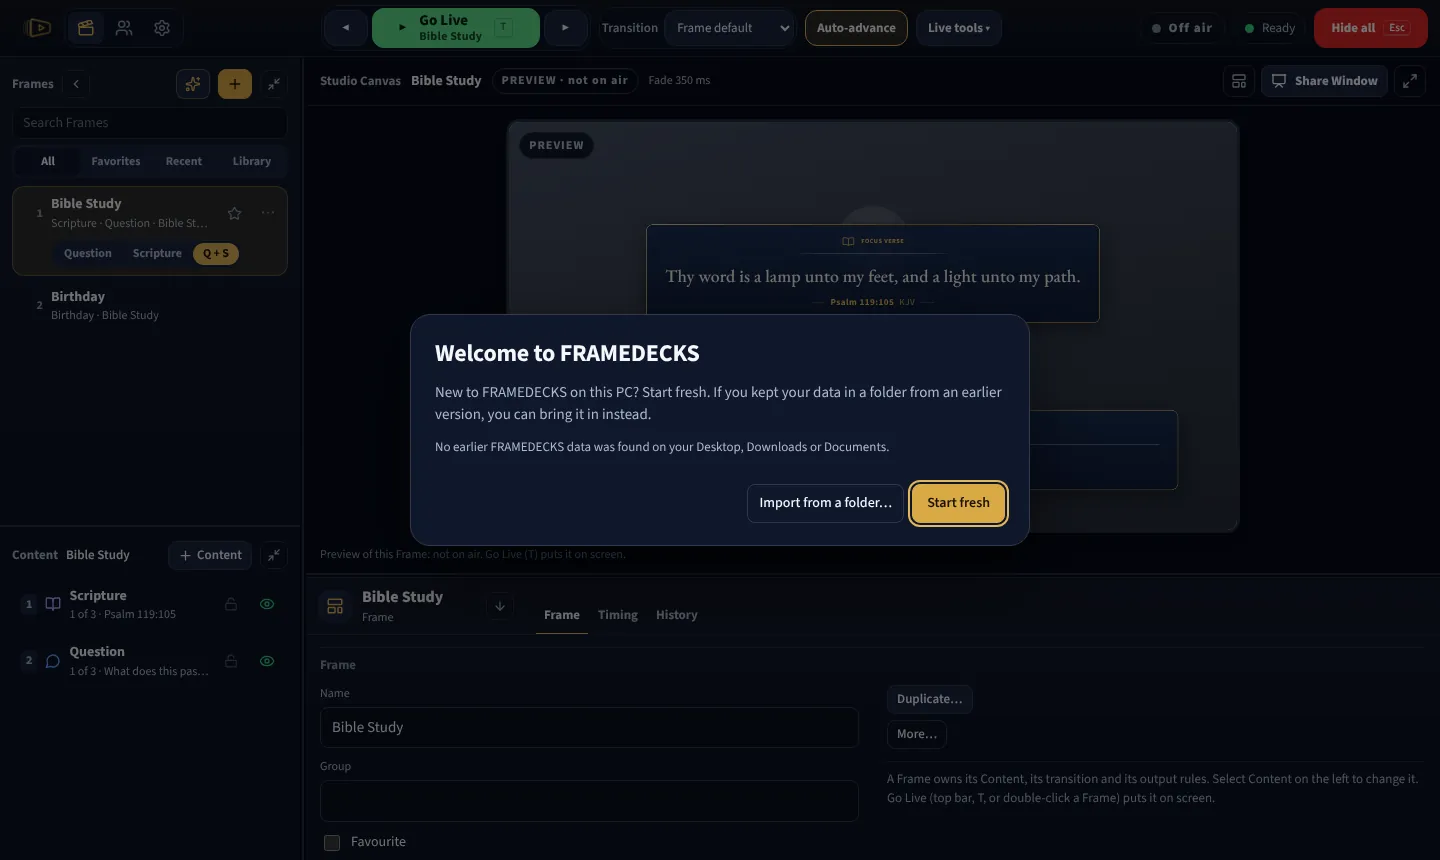 Go Live
Bible Study
T
Transition
Frame default
Auto-advance
Live tools
Off air
Ready
Hide all
Esc
Frames
Search Frames
All
Favorites
Recent
Library
1
Bible Study
Scripture · Question · Bible St…
Question
Scripture
Q + S
2
Birthday
Birthday · Bible Study
Studio Canvas
Bible Study
PREVIEW · not on air
Fade 350 ms
Share Window
PREVIEW
FOCUS VERSE
Thy word is a lamp unto my feet, and a light unto my path.
Psalm 119:105 KJV
Welcome to FRAMEDECKS
New to FRAMEDECKS on this PC? Start fresh. If you kept your data in a folder from an earlier
version, you can bring it in instead.
No earlier FRAMEDECKS data was found on your Desktop, Downloads or Documents.
Import from a folder…
Start fresh
Preview of this Frame: not on air. Go Live (T) puts it on screen.
Content
Bible Study
+ Content
1
Scripture
1 of 3 · Psalm 119:105
2
Question
1 of 3 · What does this pas…
Bible Study
Frame
Frame
Timing
History
Frame
Name
Bible Study
Group
Favourite
Duplicate…
More…
A Frame owns its Content, its transition and its output rules. Select Content on the left to change it.
Go Live (top bar, T, or double-click a Frame) puts it on screen.